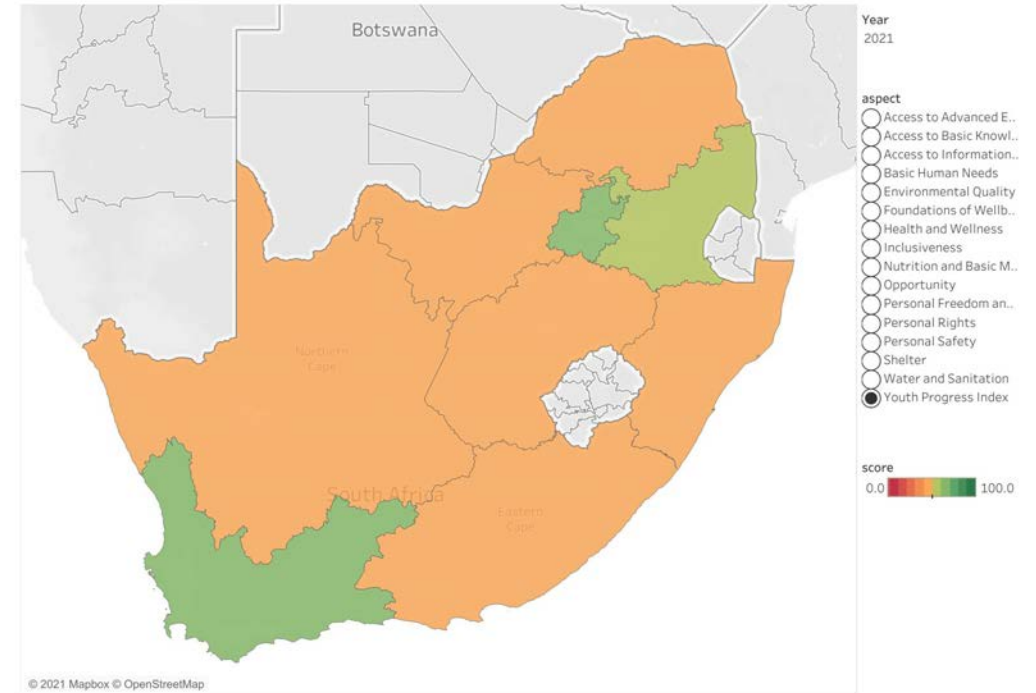 Botswana
Northern
Cape
South Africa
Eastern
Cape
© 2021 Mapbox © OpenStreetMap
Year
2021
aspect
Access to Advanced E..
Access to Basic Knowl..
Access to Information..
Basic Human Needs
Environmental Quality
Foundations of Wellb..
Health and Wellness
Inclusiveness
Nutrition and Basic M..
Opportunity
Personal Freedom an..
Personal Rights
Personal Safety
Shelter
Water and Sanitation
Youth Progress Index
score
0.0 100.0